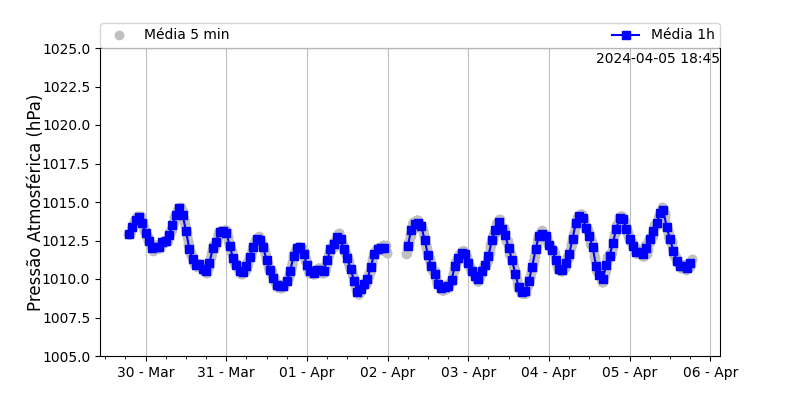 Média 5 min
Média 1h
2024-04-05 18:45
Pressão Atmosférica (hPa)
1025.0
1022.5
1020.0
1017.5
1015.0
1012.5
1010.0
1007.5
1005.0
30 - Mar
31 - Mar
01 - Apr
02 - Apr
03 - Apr
04 - Apr
05 - Apr
06 - Apr